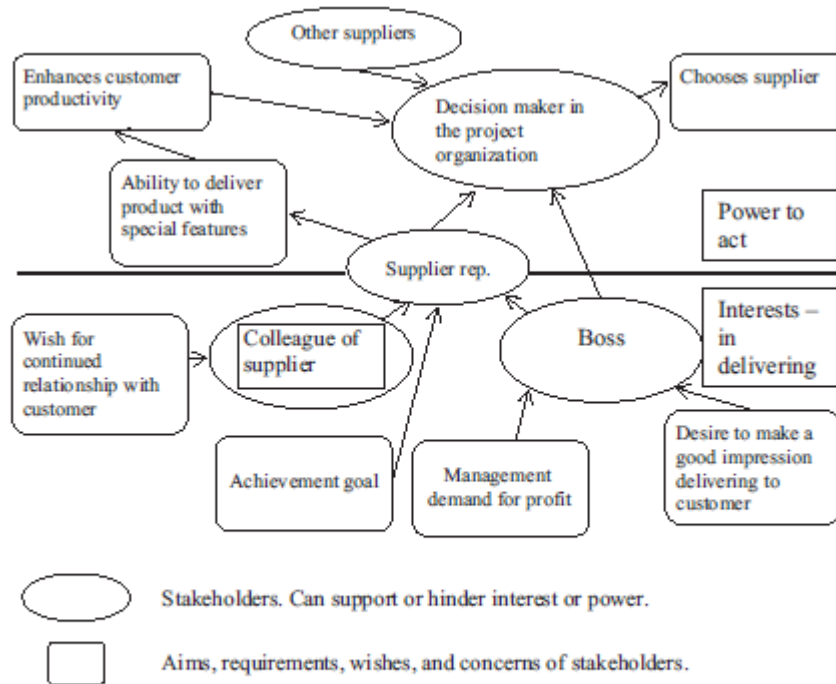 Other suppliers
Enhances customer
productivity
Chooses supplier
Decision maker in
the project
organization
Ability to deliver
product with
special features
Power to
act
Supplier rep.
Interests –
in
delivering
Wish for
continued
relationship with
customer
Colleague of
supplier
Boss
Achievement goal
Management
demand for profit
Desire to make a
good impression
delivering to
customer
Stakeholders. Can support or hinder interest or power.
Aims, requirements, wishes, and concerns of stakeholders.